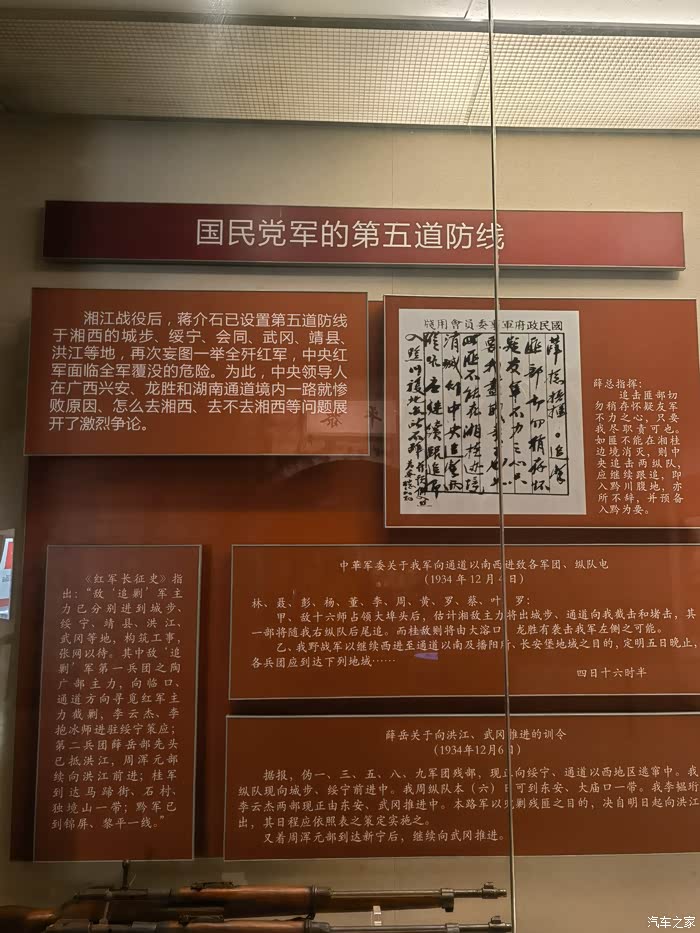 国民党军的第五道防线
湘江战役后，蒋介石已设置第五道防线
于湘西的城步、绥宁、会同、武冈、靖县、
洪江等地，再次妄图一举全歼红军，中央红
军面临全军覆没的危险。为此，中央领导人
在广西兴安、龙胜和湖南通道境内一路就惨
败原因、怎么去湘西、去不去湘西等问题展
开了激烈争论。
国民政府军事委员會用牋
薛总指挥：
追击匪部切
勿稍存怀疑友军
不力之心，只要
我尽职责可也。
如匪不能在湘桂
边境消灭，则中
央追击两纵队，
应继续跟追，即
入黔川腹地，亦
所不辞，并预备
入黔为要。
《红军长征史》指
出：“敌‘追剿’军主
力已分别进到城步、
绥宁、靖县、洪江、
武冈等地，构筑工事，
张网以待。其中敌‘追
剿’军第一兵团之陶
广部主力，向临口、
通道方向寻觅红军主
力截剿，李云杰、李
抱冰师进驻绥宁策应；
第二兵团薛岳部先头
已抵洪江，周浑元部
续向洪江前进；桂军
到达马蹄街、石村、
独境山一带；黔军已
到锦屏、黎平一线。”
中華军委关于我军向通道以南西进致各军团、纵队电
（1934年12月4日）
林、聂、彭、杨、董、李、周、黄、罗、蔡、叶、罗：
甲、敌十六师占领大埠头后，估计湘敌主力将出城步、通道向我截击和堵击，其
一部将随我右纵队后尾追。而桂敌则将由大溶口、龙胜有袭击我军左侧之可能。
乙、我野战军以继续西进至通道以南及播阳所、长安堡地域之目的，定明五日晚止，
各兵团应到达下列地域……
四日十六时半
薛岳关于向洪江、武冈推进的训令
（1934年12月6日）
据报，伪一、三、五、八、九军团残部，现正向绥宁、通道以西地区逃窜中。我
纵队现向城步、绥宁前进中。我周纵队本（六）日可到东安、大庙口一带。我李韫珩
李云杰两部现正由东安、武冈推进中。本路军以兜剿残匪之目的，决自明日起向洪江
出，其日程应依照表之策定实施之。
又着周浑元部到达新宁后，继续向武冈推进。
汽车之家